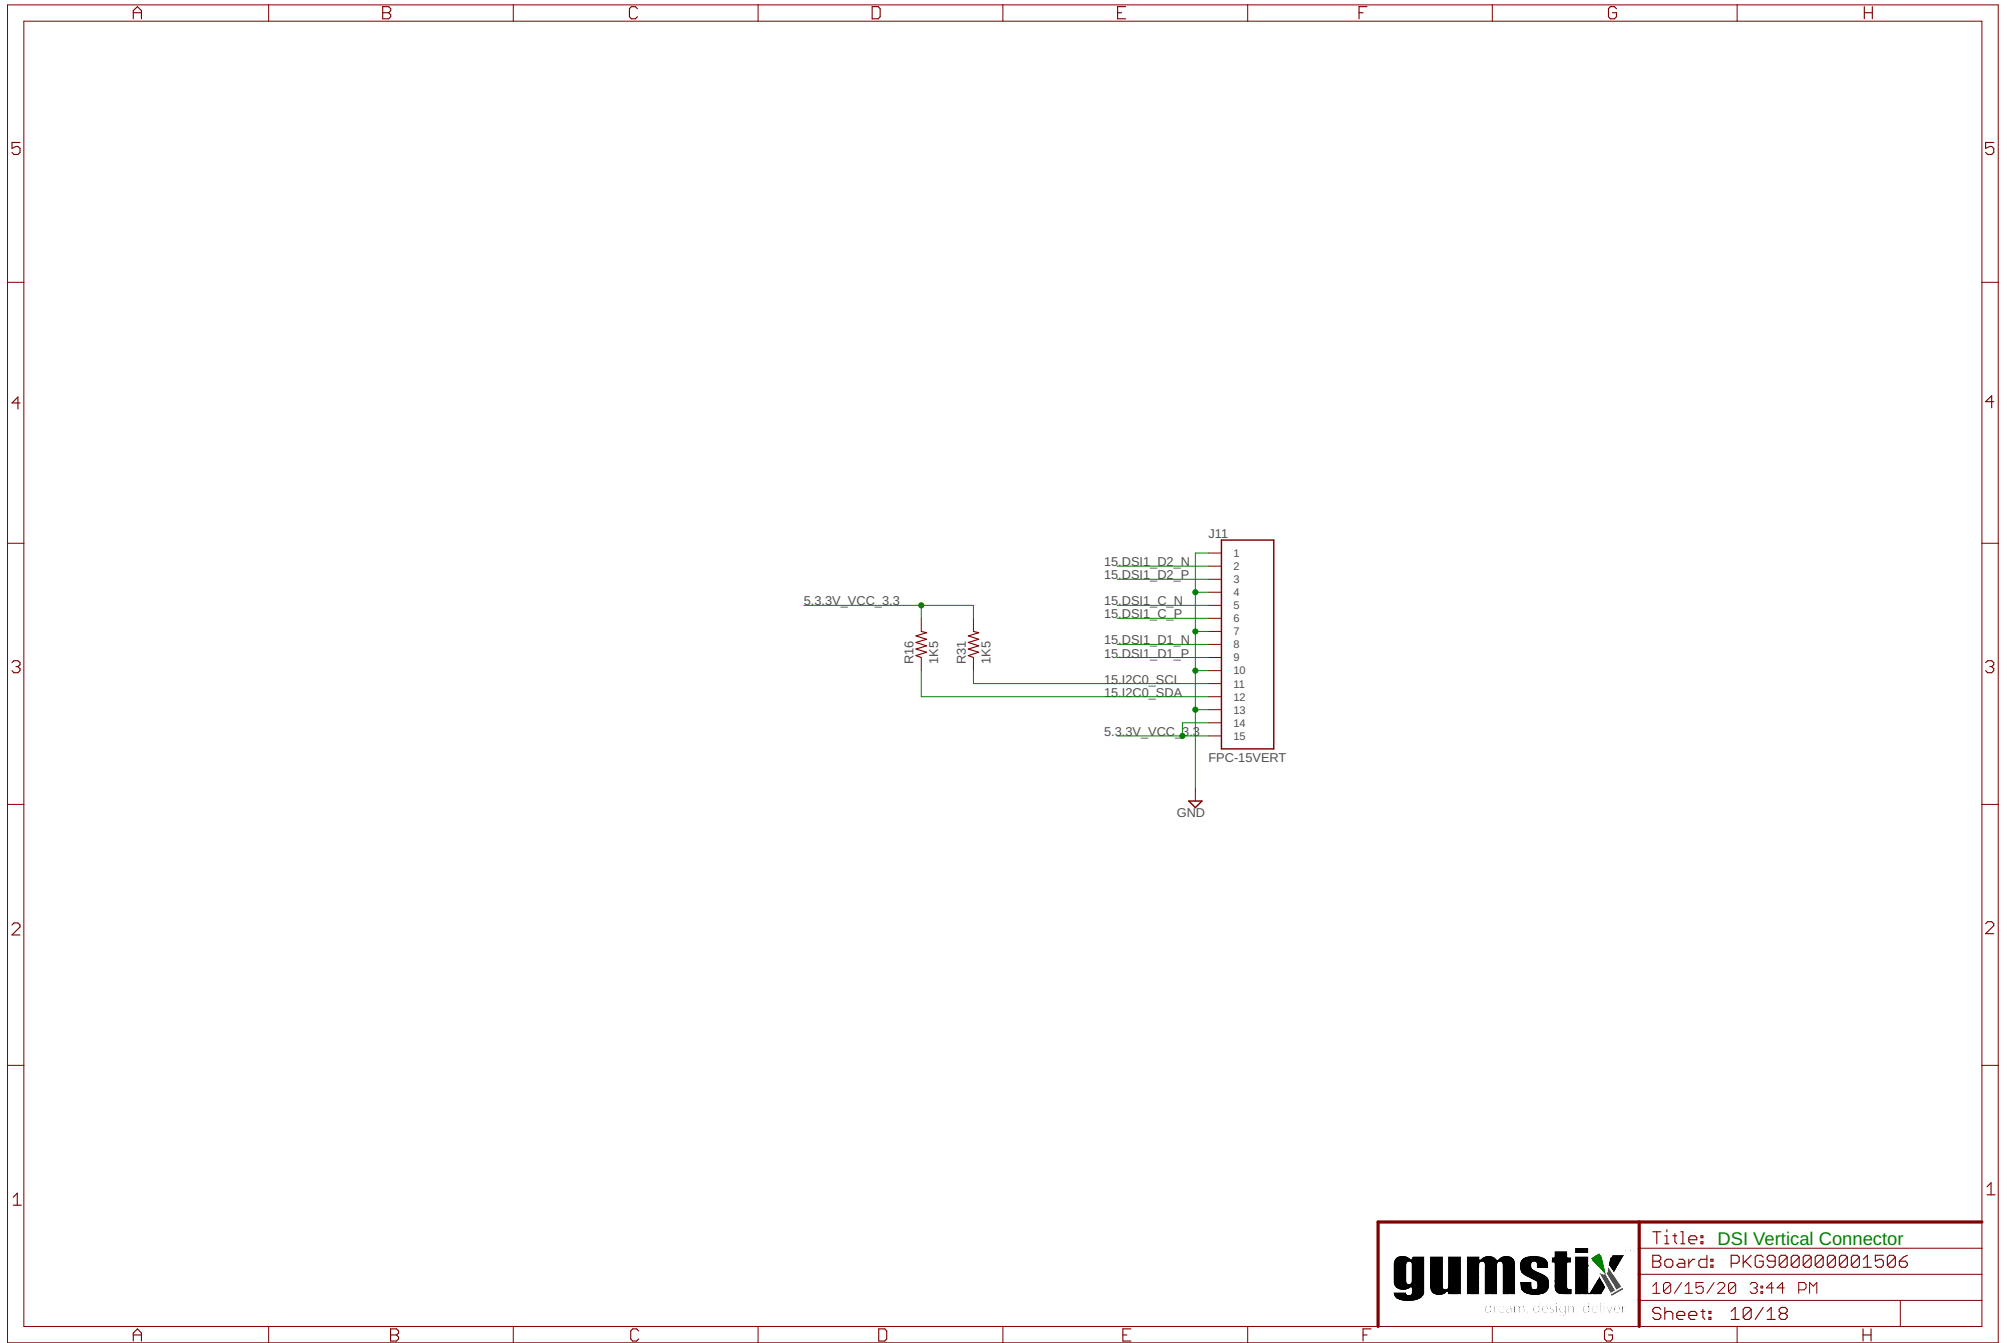 A B C D E F G H
5 5
4 4
3 3
2 2
1 1
J11
15.DSI1_D2_N
15.DSI1_D2_P
15.DSI1_C_N
15.DSI1_C_P
15.DSI1_D1_N
15.DSI1_D1_P
15.I2C0_SCL
15.I2C0_SDA
5.3.3V_VCC_3.3
1
2
3
4
5
6
7
8
9
10
11
12
13
14
15
FPC-15VERT
GND
5.3.3V_VCC_3.3
R16
1K5
R31
1K5
gumstix
dream. design. deliver
Title: DSI Vertical Connector
Board: PKG900000001506
10/15/20 3:44 PM
Sheet: 10/18
A B C D E F G H